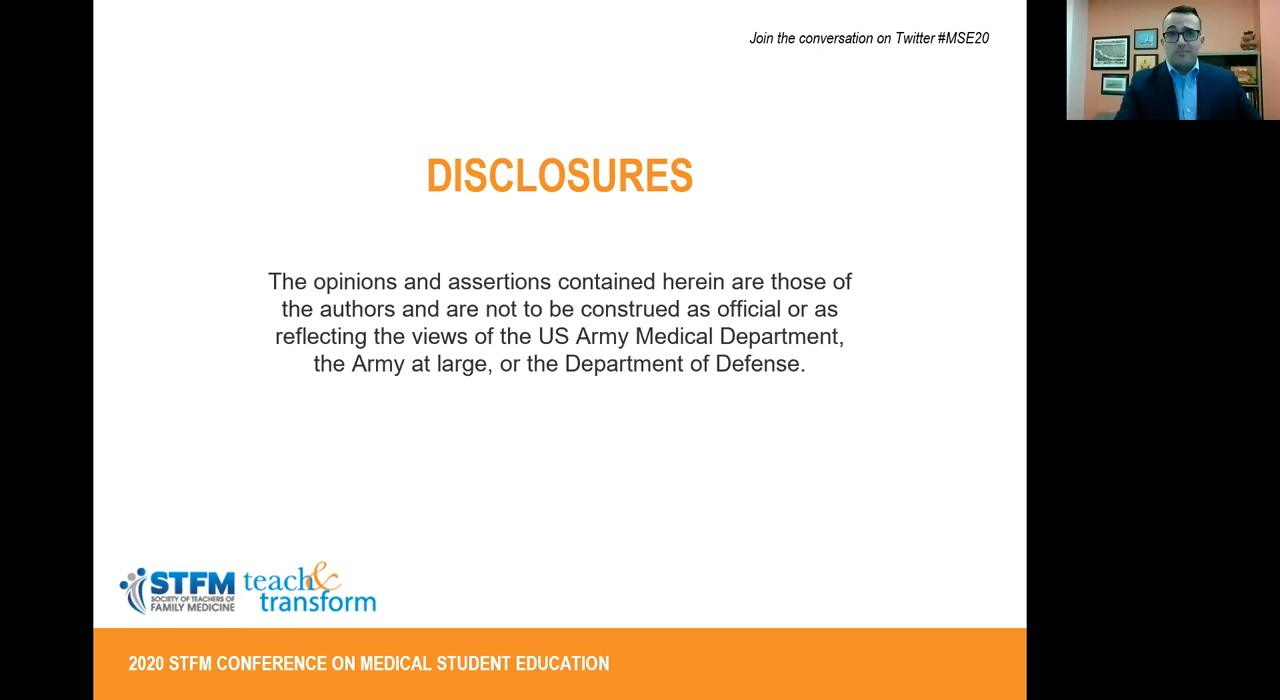 Join the conversation on Twitter #MSE20
DISCLOSURES
The opinions and assertions contained herein are those of
the authors and are not to be construed as official or as
reflecting the views of the US Army Medical Department,
the Army at large, or the Department of Defense.
STFM
SOCIETY OF TEACHERS OF
FAMILY MEDICINE
teach&
transform
2020 STFM CONFERENCE ON MEDICAL STUDENT EDUCATION